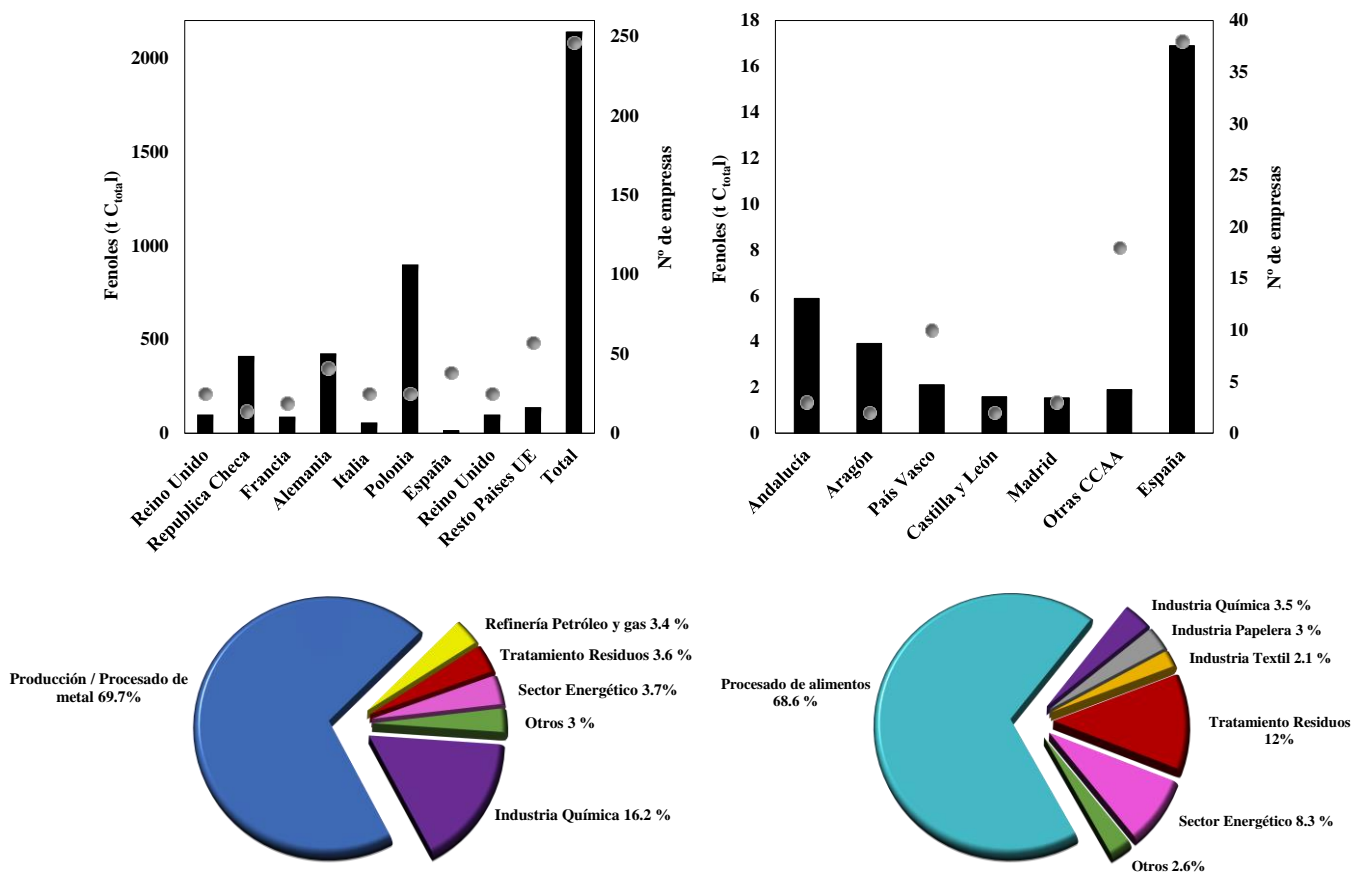 2000
1500
1000
500
0
Fenoles (t Ctotal)
250
200
150
100
50
0
Nº de empresas
Reino Unido
Republica Checa
Francia
Alemania
Italia
Polonia
España
Reino Unido
Resto Paises UE
Total
18
16
14
12
10
8
6
4
2
0
Fenoles (t Ctotal)
40
35
30
25
20
15
10
5
0
Nº de empresas
Andalucía
Aragón
País Vasco
Castilla y León
Madrid
Otras CCAA
España
Producción / Procesado de
metal 69.7%
Refinería Petróleo y gas 3.4 %
Tratamiento Residuos 3.6 %
Sector Energético 3.7%
Otros 3 %
Industria Química 16.2 %
Procesado de alimentos
68.6 %
Industria Química 3.5 %
Industria Papelera 3 %
Industria Textil 2.1 %
Tratamiento Residuos
12%
Sector Energético 8.3 %
Otros 2.6%